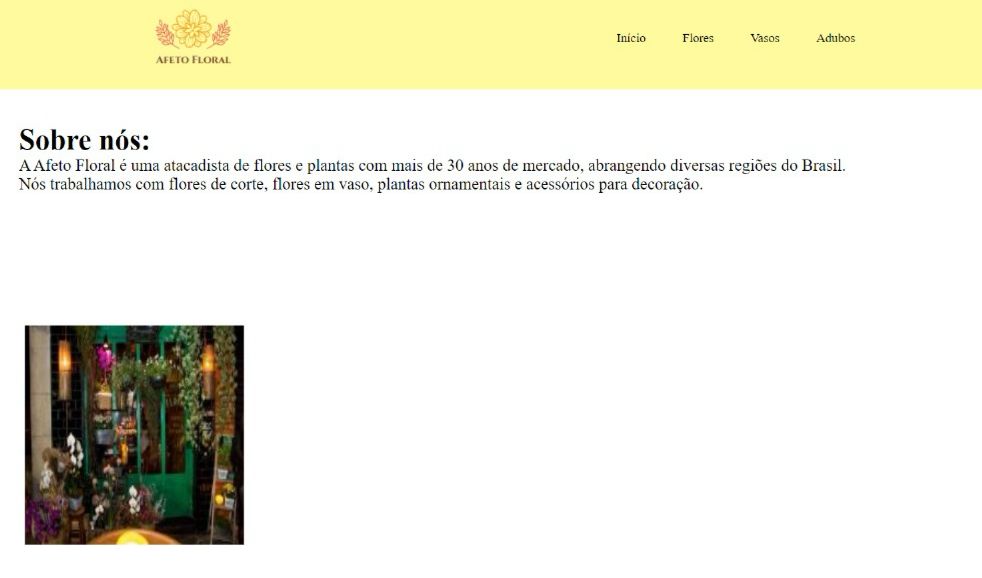 AFETO FLORAL
Início Flores Vasos Adubos
Sobre nós:
A Afeto Floral é uma atacadista de flores e plantas com mais de 30 anos de mercado, abrangendo diversas regiões do Brasil.
Nós trabalhamos com flores de corte, flores em vaso, plantas ornamentais e acessórios para decoração.